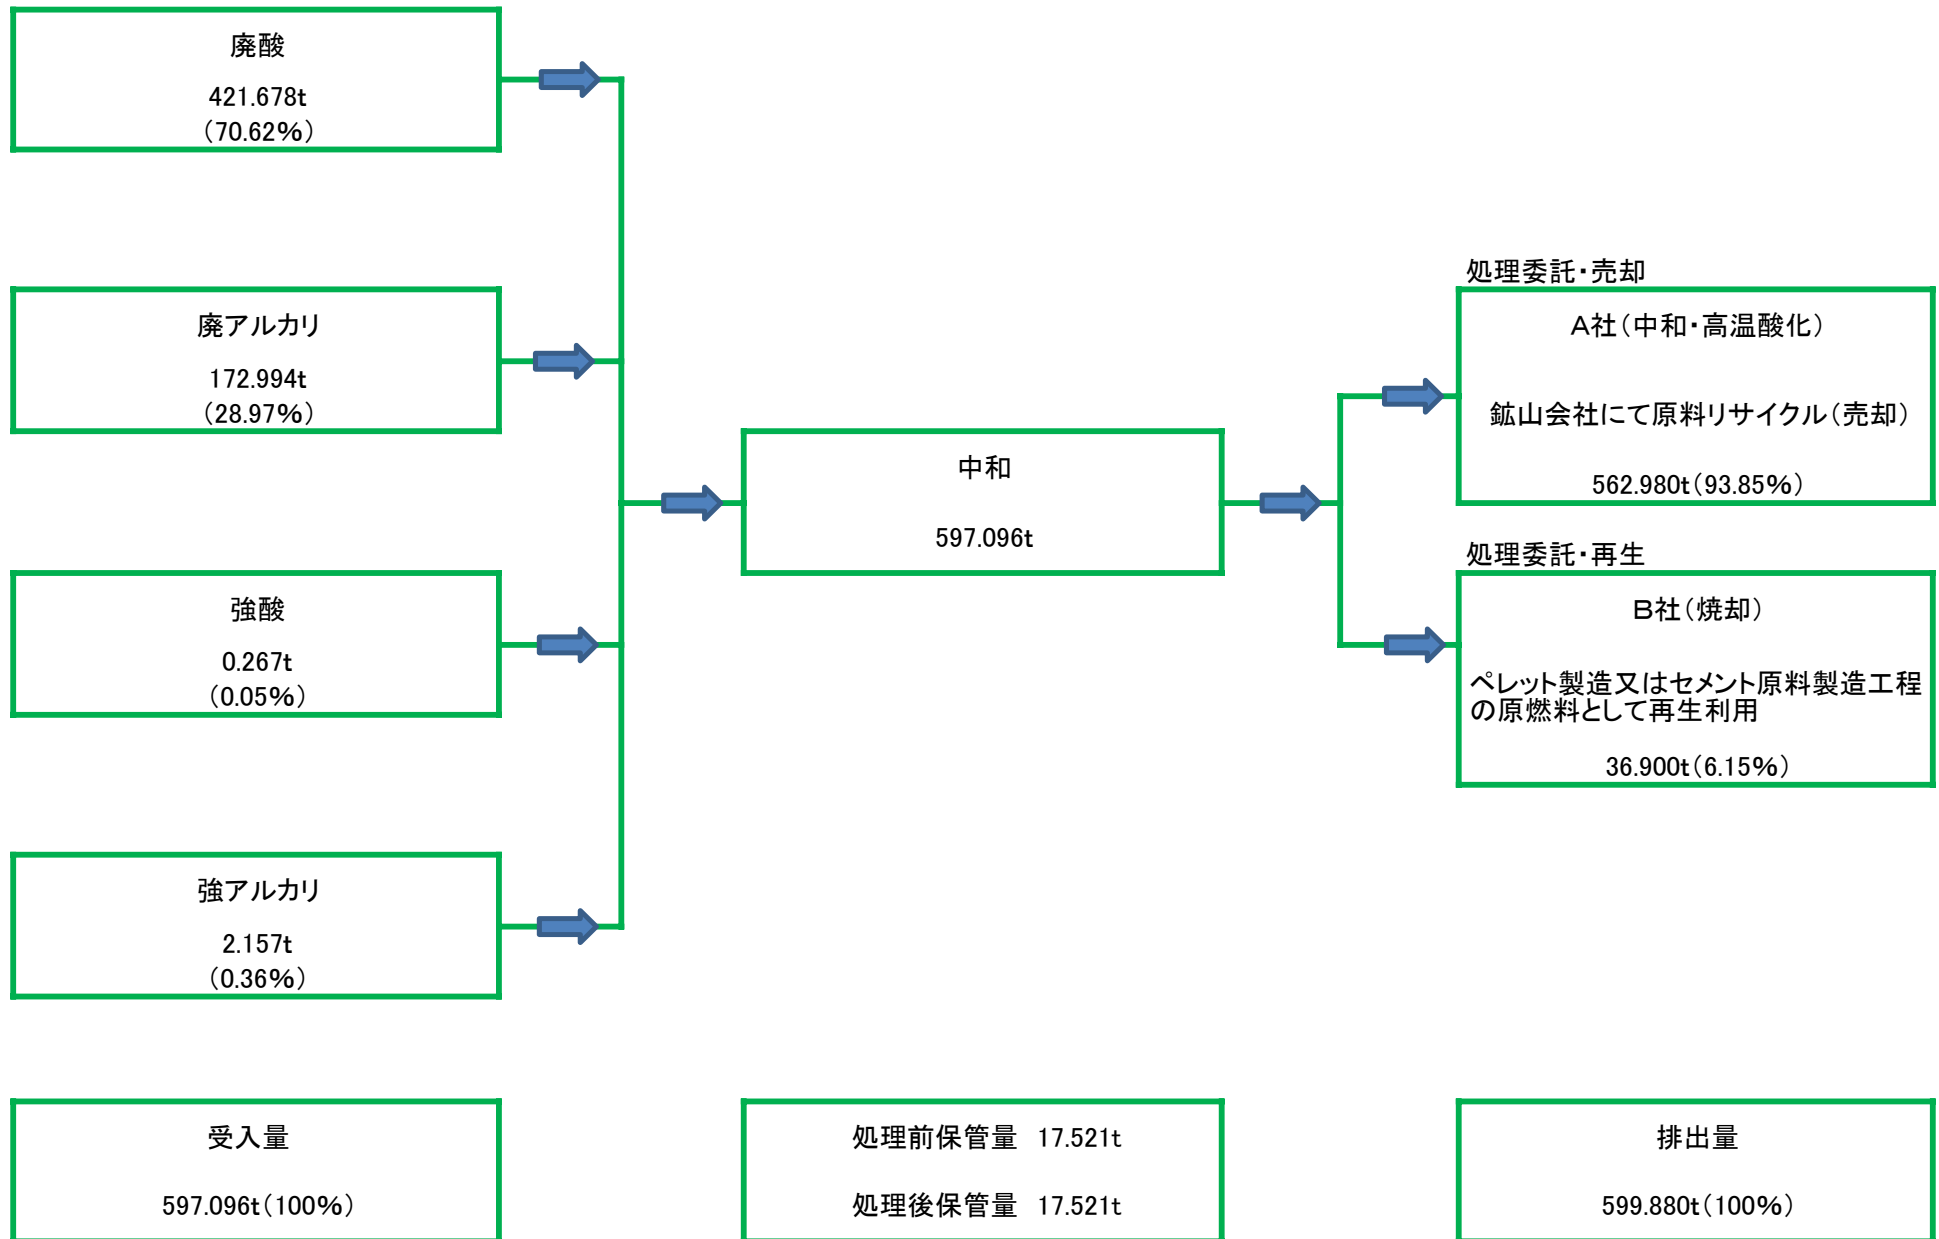 廃酸
421.678t
（70.62%）
廃アルカリ
172.994t
（28.97%）
強酸
0.267t
（0.05%）
強アルカリ
2.157t
（0.36%）
中和
597.096t
処理委託・売却
A社（中和・高温酸化）
鉱山会社にて原料リサイクル（売却）
562.980t（93.85%）
処理委託・再生
B社（焼却）
ペレット製造又はセメント原料製造工程
の原燃料として再生利用
36.900t（6.15%）
受入量
597.096t（100%）
処理前保管量　17.521t
処理後保管量　17.521t
排出量
599.880t（100%）